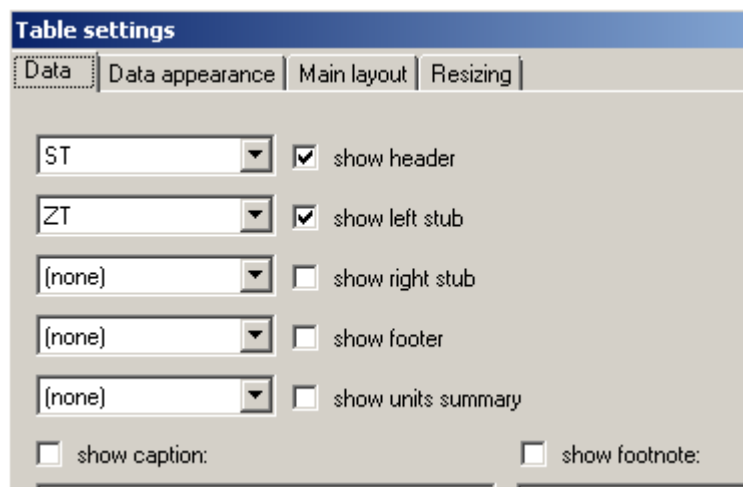 Table settings
Data Data appearance Main layout Resizing
ST show header
ZT show left stub
(none) show right stub
(none) show footer
(none) show units summary
show caption: show footnote: